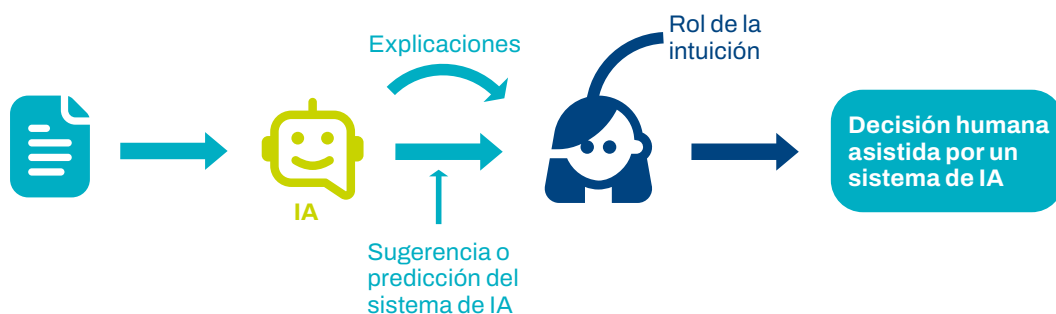 Explicaciones
Rol de la
intuición
IA
Sugerencia o
predicción del
sistema de IA
Decisión humana
asistida por un
sistema de IA